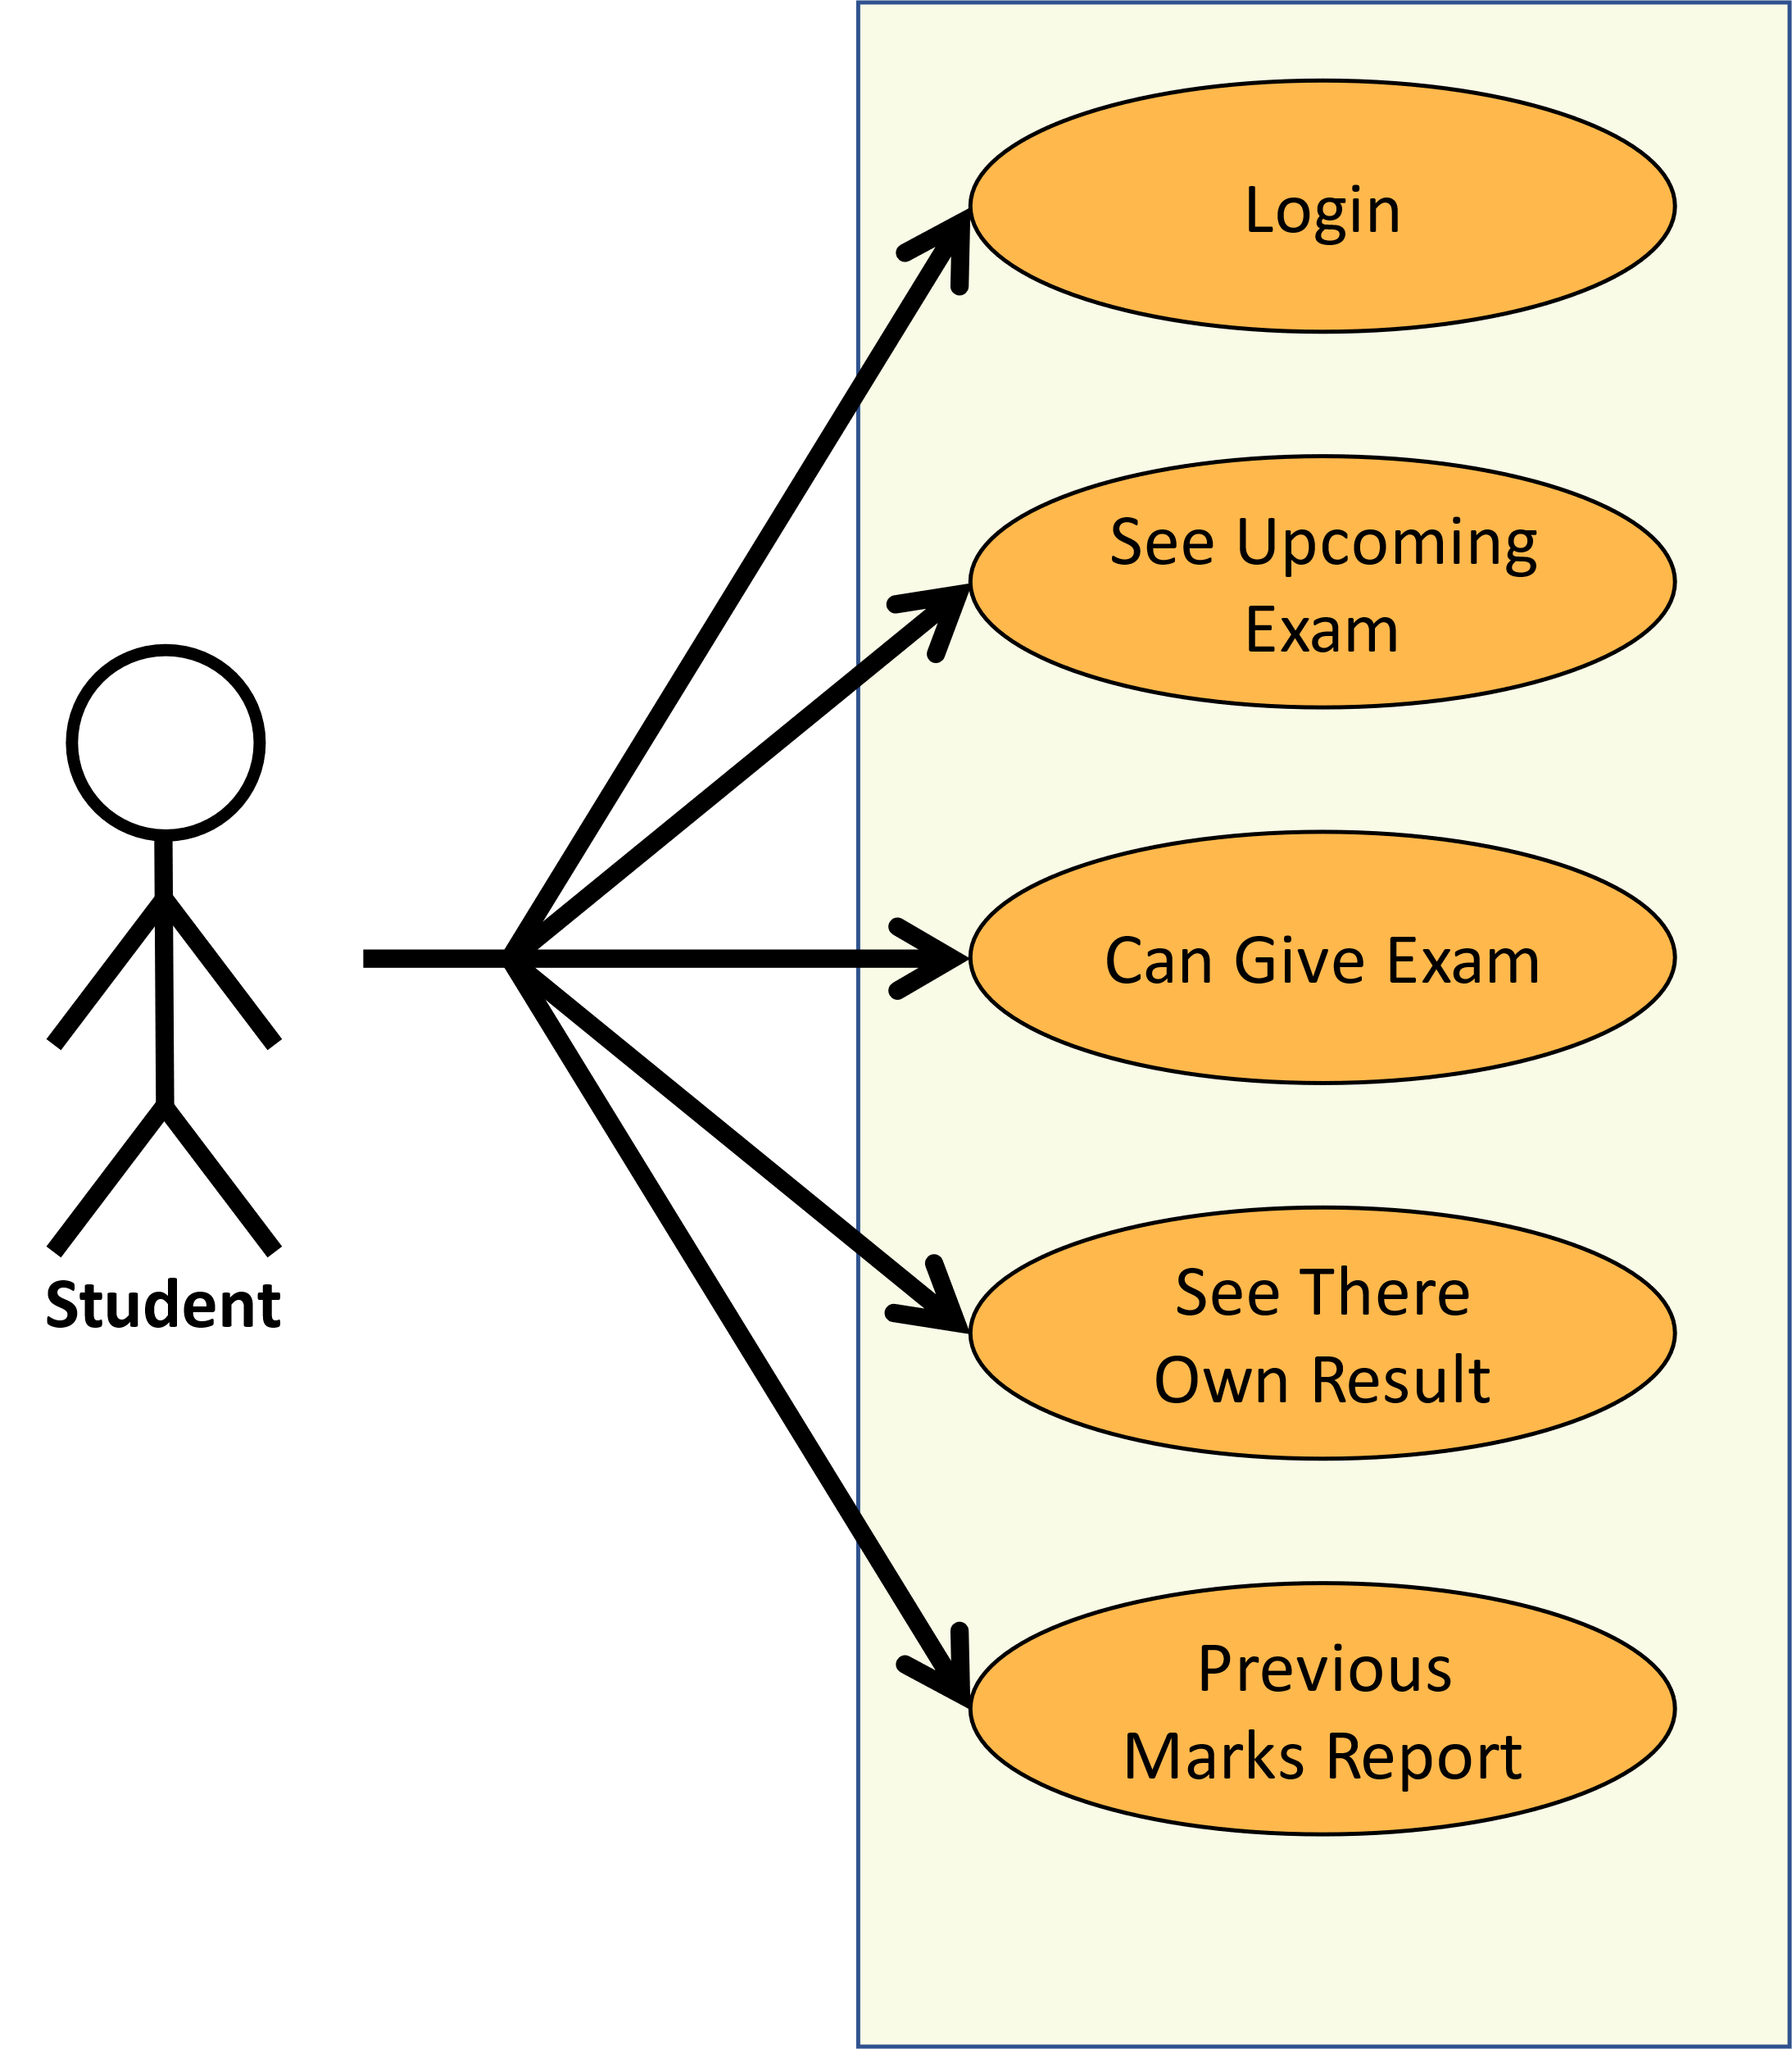 Login
See Upcoming
Exam
Can Give Exam
See There
Own Result
Previous
Marks Report
Student